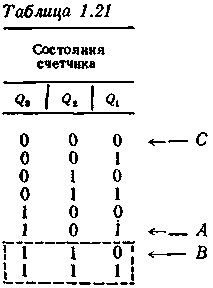 Таблица 1.21
Состояния
счетчика
Q₃ Q₂ Q₁
0 0 0 ←— C
0 0 1
0 1 0
0 1 1
1 0 0
1 0 1 ←— A
1 1 0 ←— B
1 1 1